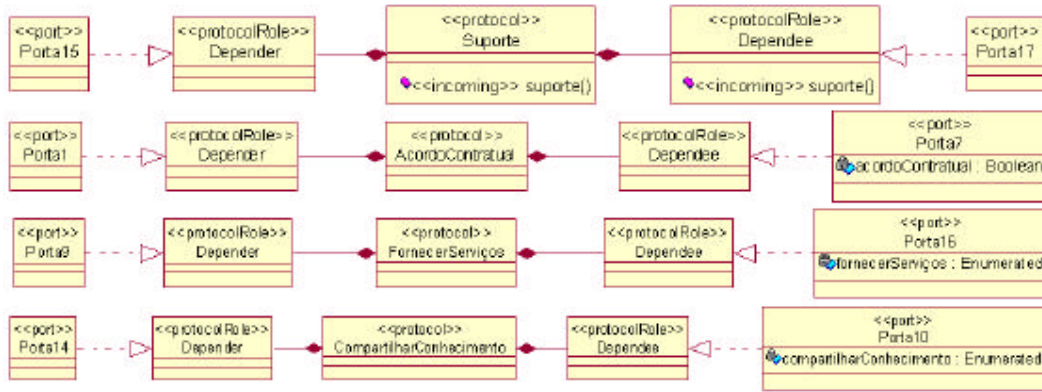 <<port>>
Porta15
<<protocolRole>>
Depender
<<protocol>>
Suporte
<<incoming>> suporte()
<<protocolRole>>
Dependee
<<incoming>> suporte()
<<port>>
Porta17
<<port>>
Porta1
<<protocolRole>>
Depender
<<protocol>>
AcordoContratual
<<protocolRole>>
Dependee
<<port>>
Porta7
acordoContratual : Boolean
<<port>>
Porta9
<<protocolRole>>
Depender
<<protocol>>
FornecerServiços
<<protocolRole>>
Dependee
<<port>>
Porta16
fornecerServiços : Enumerated
<<port>>
Porta14
<<protocolRole>>
Depender
<<protocol>>
CompartilharConhecimento
<<protocolRole>>
Dependee
<<port>>
Porta10
compartilharConhecimento : Enumerated